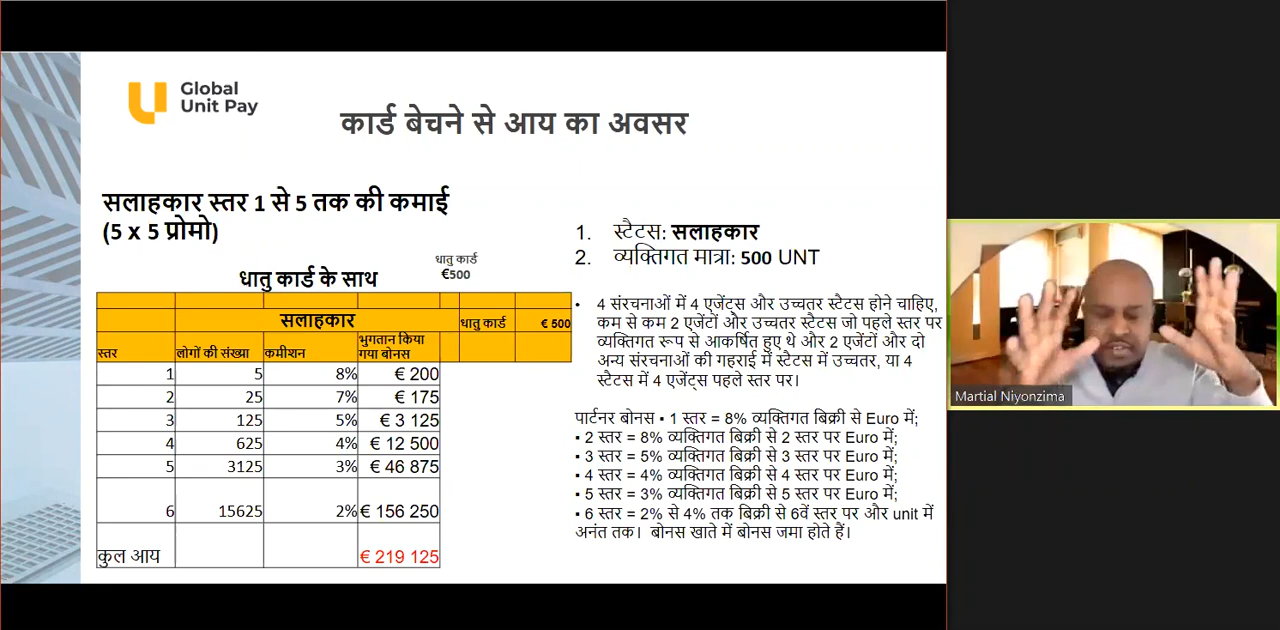 Global
Unit Pay
कार्ड बेचने से आय का अवसर
सलाहकार स्तर 1 से 5 तक की कमाई
(5 x 5 प्रोमो)
धातु कार्ड
€500
धातु कार्ड के साथ
सलाहकार धातु कार्ड € 500
स्तर लोगों की संख्या कमीशन भुगतान किया गया बोनस
1 5 8% € 200
2 25 7% € 175
3 125 5% € 3 125
4 625 4% € 12 500
5 3125 3% € 46 875
6 15625 2% € 156 250
कुल आय € 219 125
1. स्टैटस: सलाहकार
2. व्यक्तिगत मात्रा: 500 UNT
• 4 संरचनाओं में 4 एजेंट्स और उच्चतर स्टैटस होने चाहिए,
कम से कम 2 एजेंटों और उच्चतर स्टैटस जो पहले स्तर पर
व्यक्तिगत रूप से आकर्षित हुए थे और 2 एजेंटों और दो
अन्य संरचनाओं की गहराई में स्टैटस में उच्चतर, या 4
स्टैटस में 4 एजेंट्स पहले स्तर पर।
पार्टनर बोनस ▪ 1 स्तर = 8% व्यक्तिगत बिक्री से Euro में;
▪ 2 स्तर = 8% व्यक्तिगत बिक्री से 2 स्तर पर Euro में;
▪ 3 स्तर = 5% व्यक्तिगत बिक्री से 3 स्तर पर Euro में;
▪ 4 स्तर = 4% व्यक्तिगत बिक्री से 4 स्तर पर Euro में;
▪ 5 स्तर = 3% व्यक्तिगत बिक्री से 5 स्तर पर Euro में;
▪ 6 स्तर = 2% से 4% तक बिक्री से 6वें स्तर पर और unit में
अनंत तक। बोनस खाते में बोनस जमा होते हैं।
Martial Niyonzima